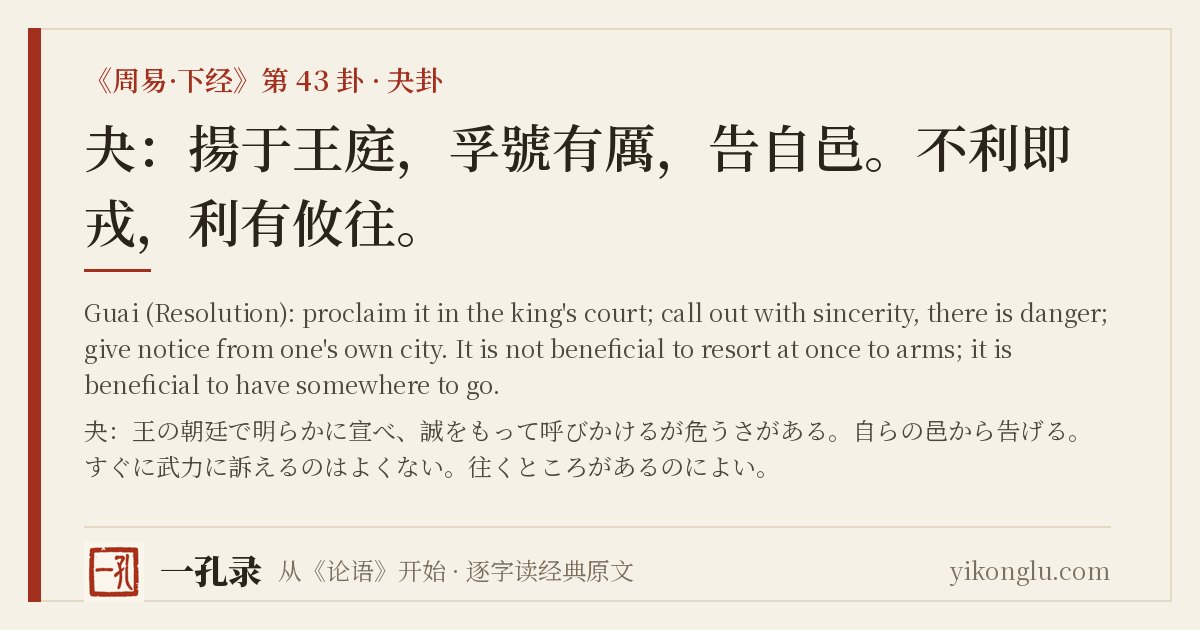 《周易·下经》第 43 卦 · 夬卦
夬：揚于王庭，孚號有厲，告自邑。不利即
戎，利有攸往。
Guai (Resolution): proclaim it in the king's court; call out with sincerity, there is danger;
give notice from one's own city. It is not beneficial to resort at once to arms; it is
beneficial to have somewhere to go.
夬：王の朝廷で明らかに宣べ、誠をもって呼びかけるが危うさがある。自らの邑から告げる。
すぐに武力に訴えるのはよくない。往くところがあるのによい。
一孔
一孔录 从《论语》开始 · 逐字读经典原文 yikonglu.com